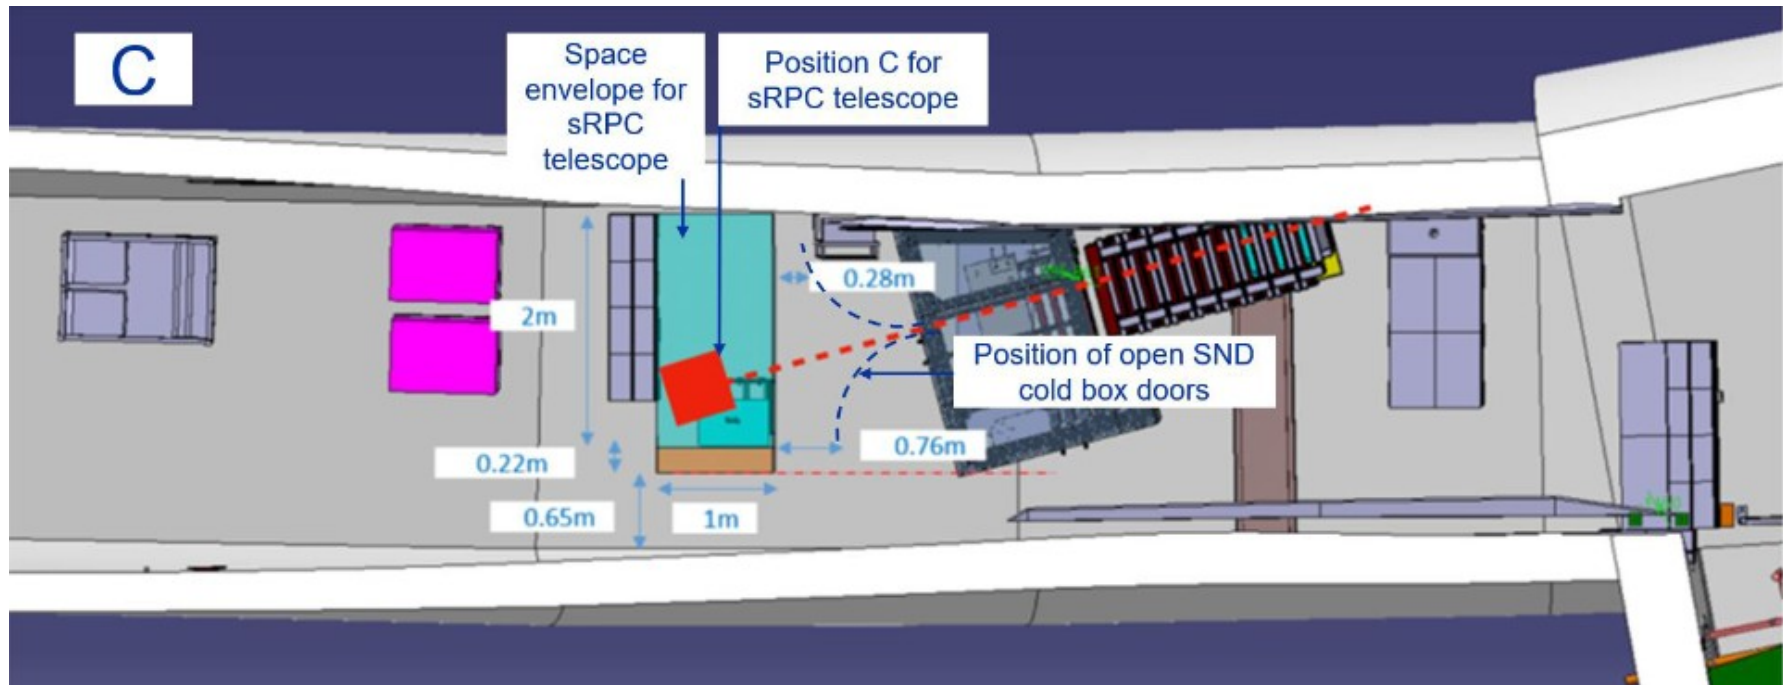 C
Space
envelope for
sRPC
telescope
Position C for
sRPC telescope
0.28m
2m
Position of open SND
cold box doors
0.76m
0.22m
0.65m
1m